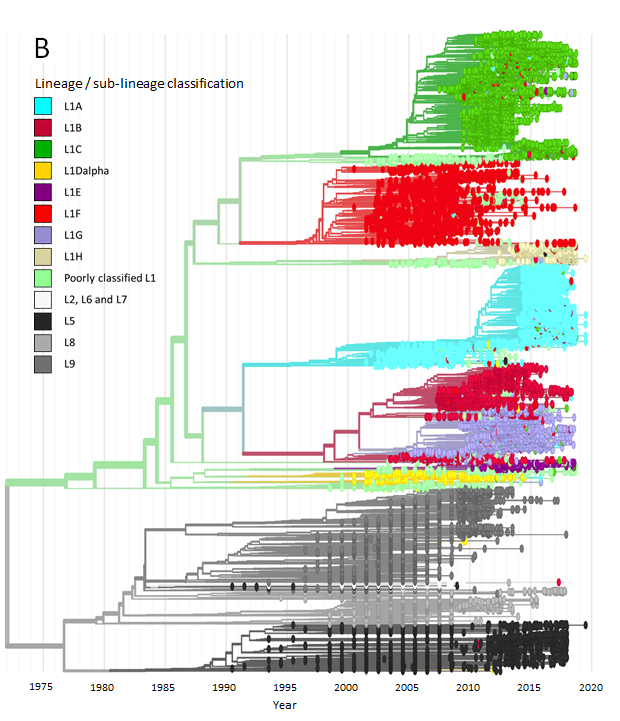 B
Lineage / sub-lineage classification
L1A
L1B
L1C
L1Dalpha
L1E
L1F
L1G
L1H
Poorly classified L1
L2, L6 and L7
L5
L8
L9
1975 1980 1985 1990 1995 2000 2005 2010 2015 2020
Year